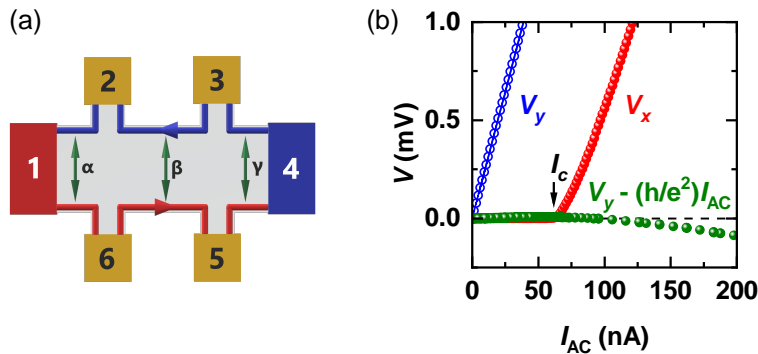 (a)
2 3
1 α β γ 4
6 5
(b)
1.0
0.5
0.0
V (mV)
V_y
V_x
I_c
V_y - (h/e²)I_AC
0 50 100 150 200
I_AC (nA)